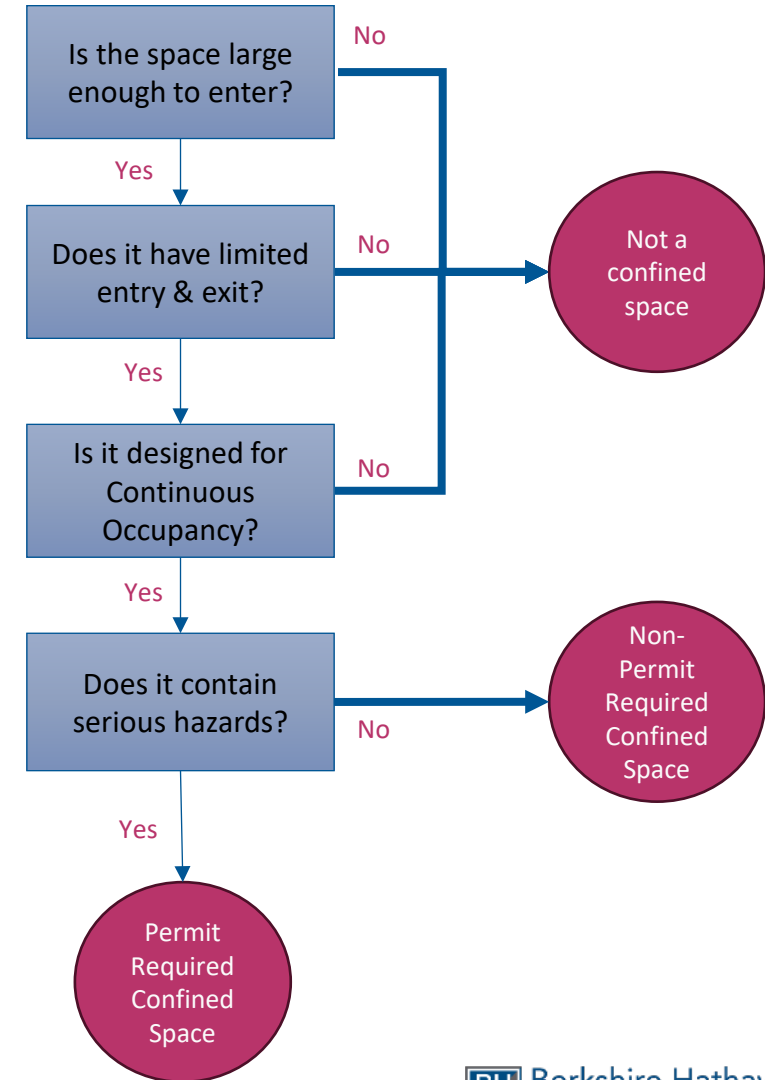 Is the space large
enough to enter?
No
Yes
Does it have limited
entry & exit?
No
Not a
confined
space
Yes
Is it designed for
Continuous
Occupancy?
No
Yes
Does it contain
serious hazards?
No
Non-
Permit
Required
Confined
Space
Yes
Permit
Required
Confined
Space
Berkshire